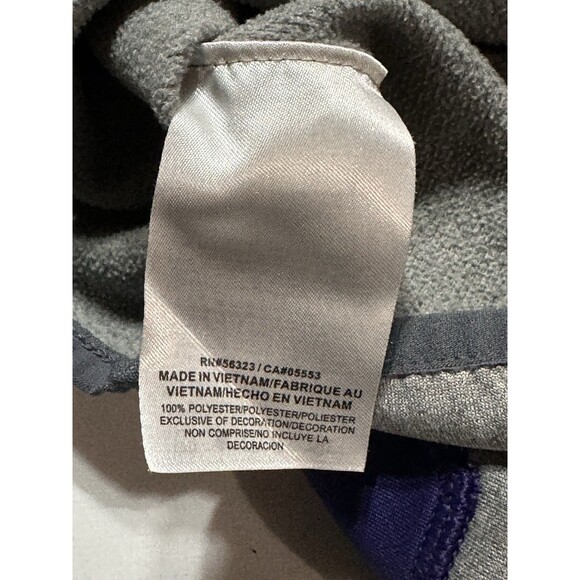 RN#56323 / CA#05553
MADE IN VIETNAM/FABRIQUE AU
VIETNAM/HECHO EN VIETNAM
100% POLYESTER/POLYESTER/POLIESTER
EXCLUSIVE OF DECORATION/DECORATION
NON COMPRISE/NO INCLUYE LA
DECORACION